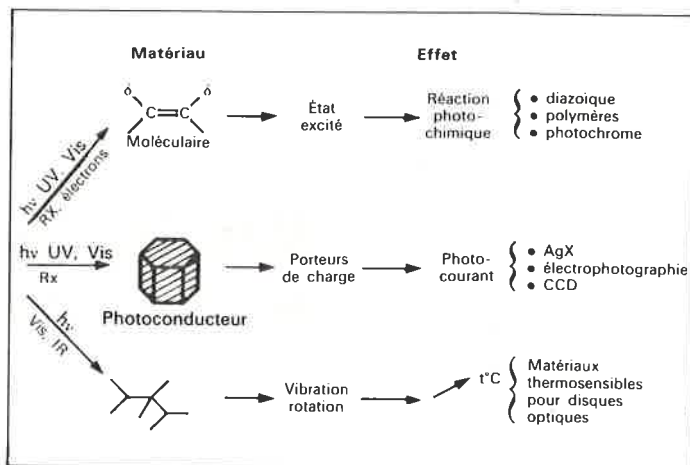 Matériau
Effet
hν UV, Vis
RX, électrons
ô ô
C=C
Moléculaire
État
excité
Réaction
photo-
chimique
• diazoique
• polymères
• photochrome
hν UV, Vis
Rx
Photoconducteur
Porteurs
de charge
Photo-
courant
• AgX
• électrophotographie
• CCD
hν
Vis, IR
Vibration
rotation
t°C
Matériaux
thermosensibles
pour disques
optiques